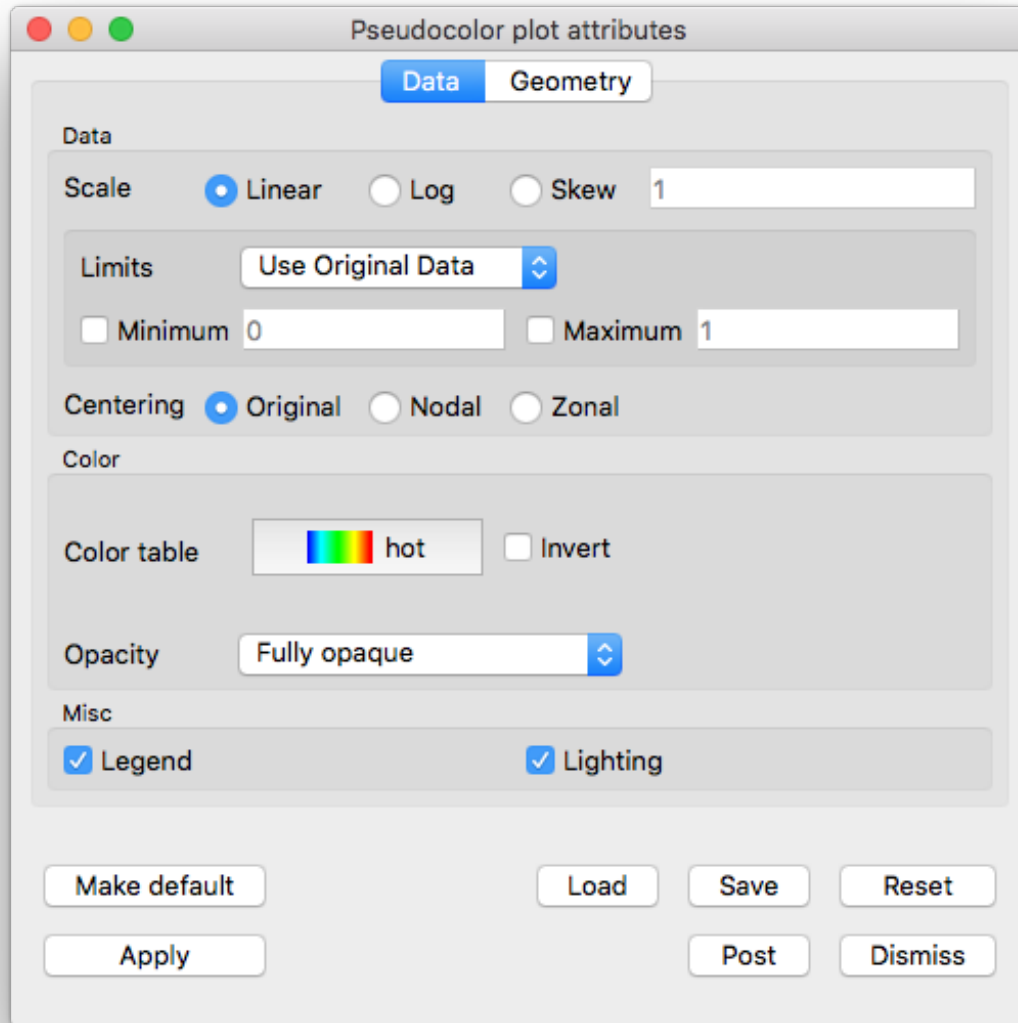 Pseudocolor plot attributes
Data Geometry
Data
Scale Linear Log Skew 1
Limits Use Original Data
Minimum 0 Maximum 1
Centering Original Nodal Zonal
Color
Color table hot Invert
Opacity Fully opaque
Misc
Legend Lighting
Make default Load Save Reset
Apply Post Dismiss